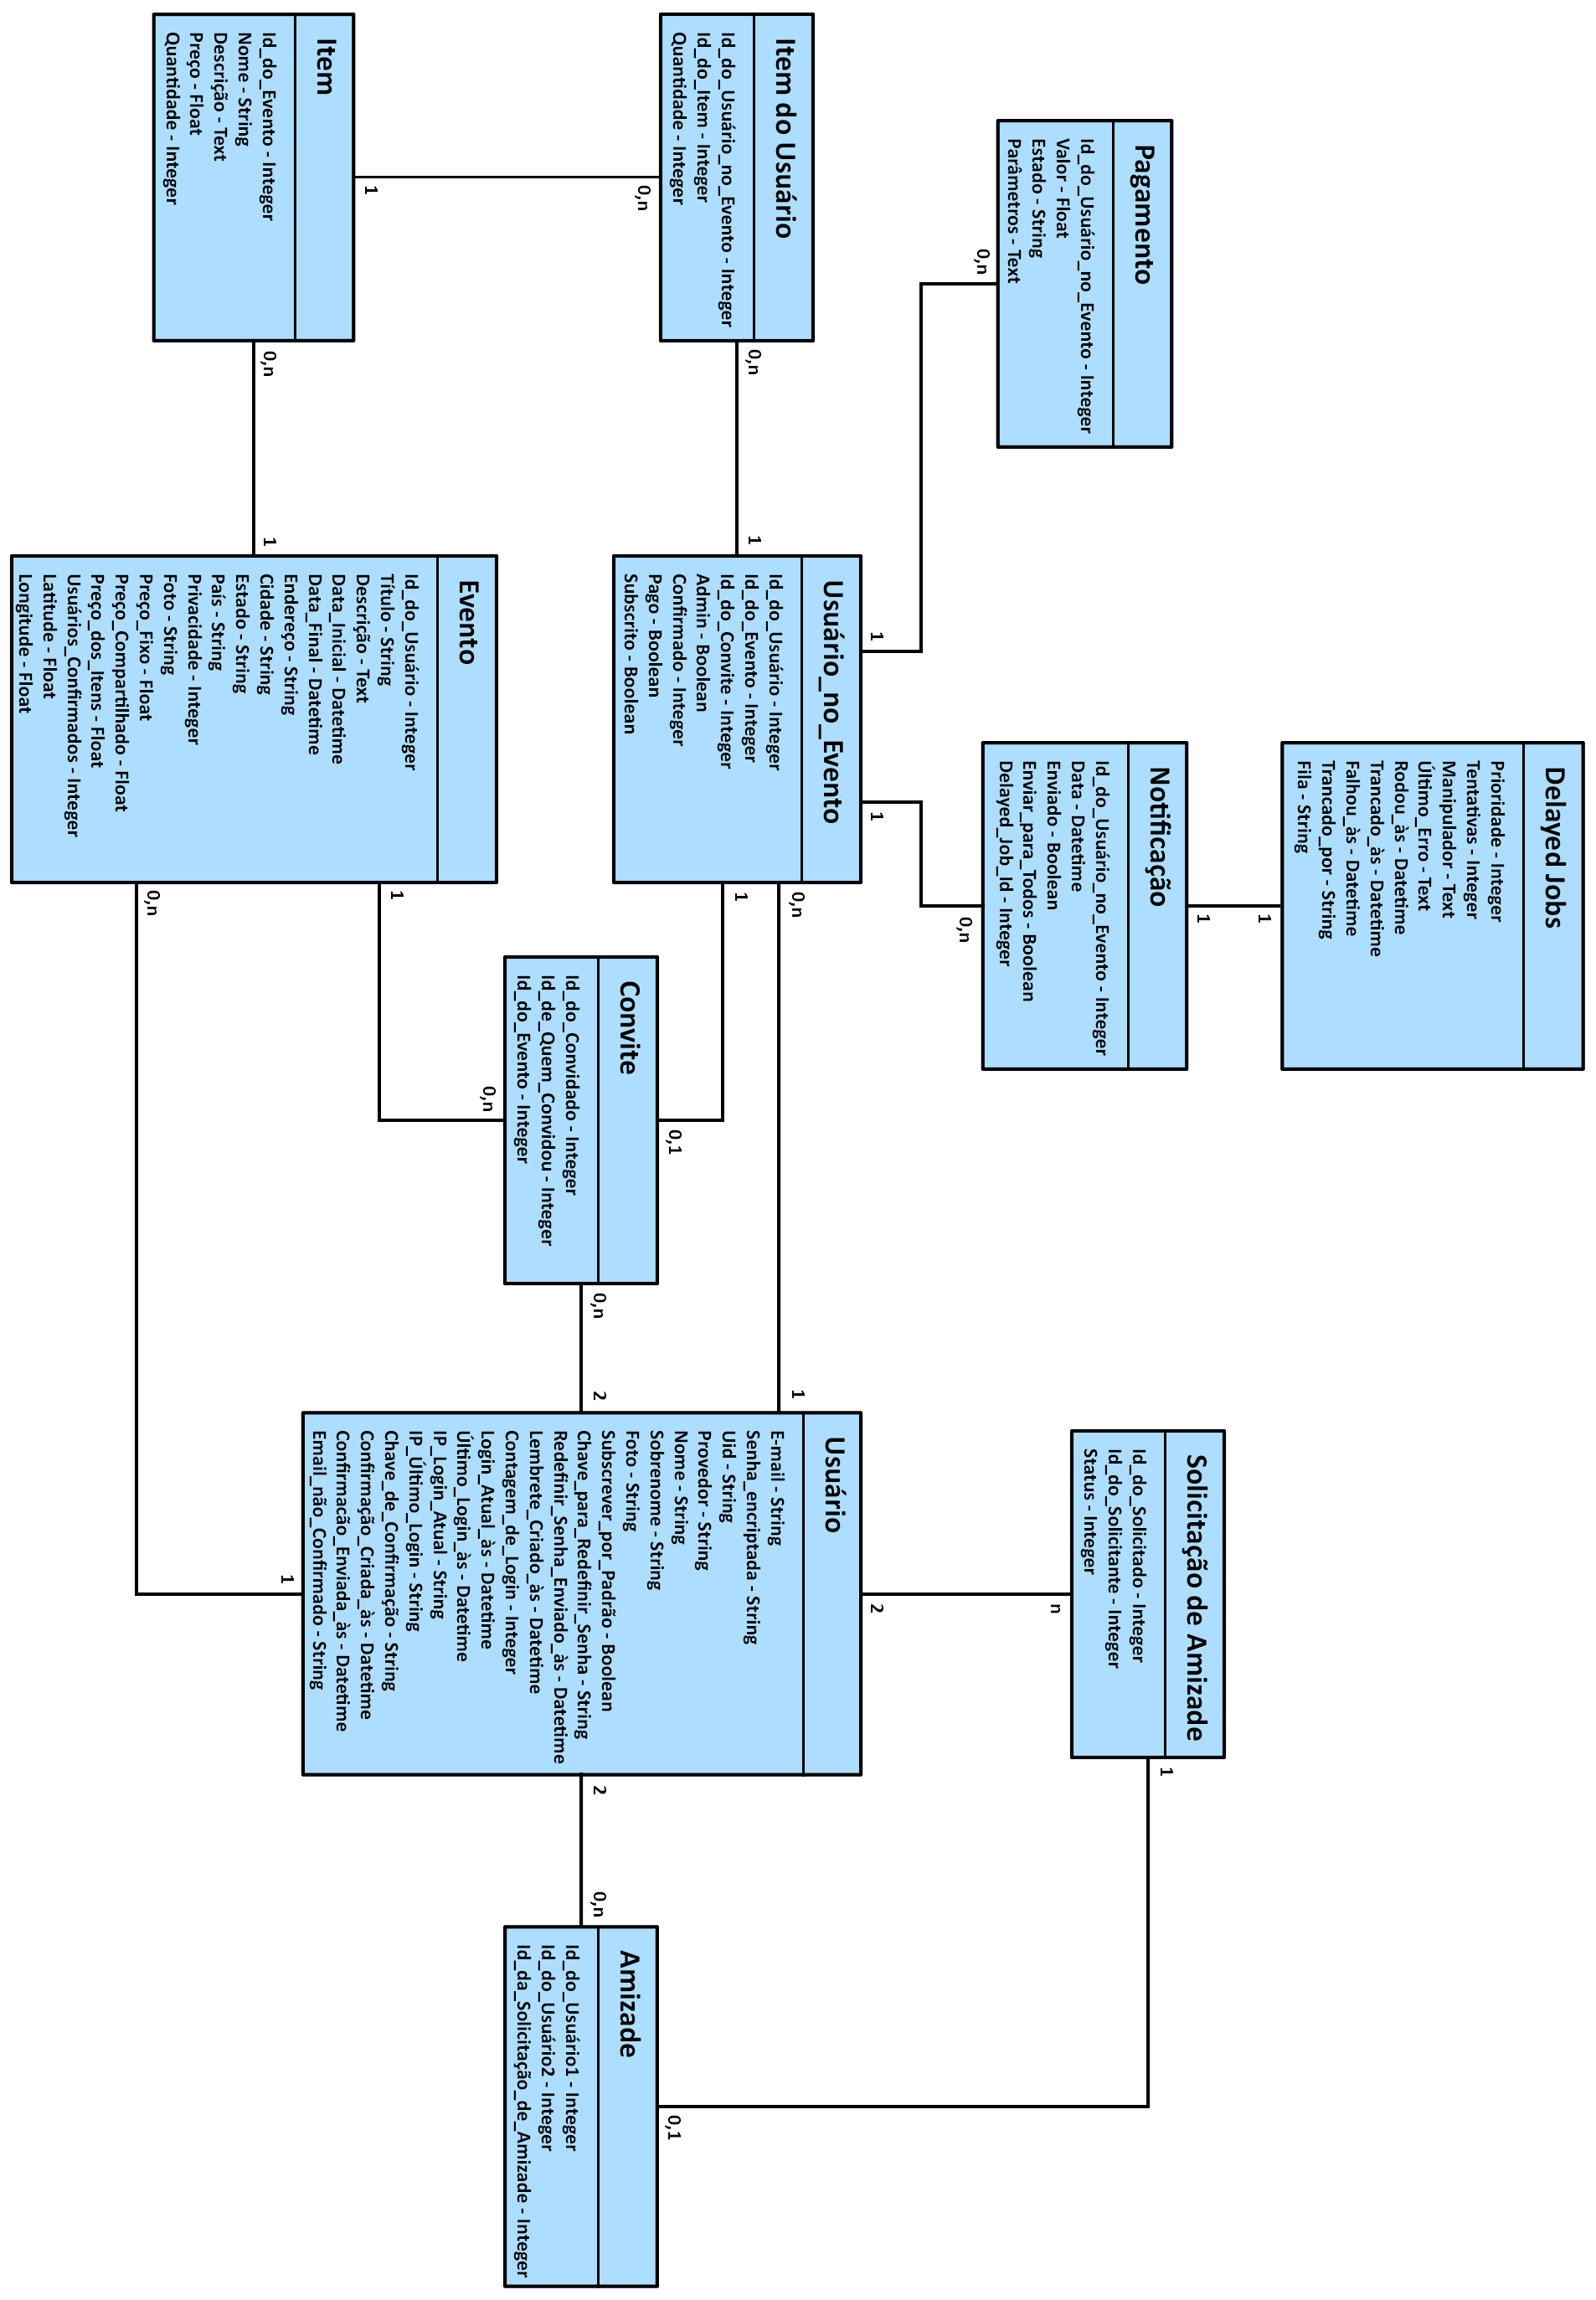 Delayed Jobs
Prioridade - Integer
Tentativas - Integer
Manipulador - Text
Último_Erro - Text
Rodou_às - Datetime
Trancado_às - Datetime
Falhou_às - Datetime
Trancado_por - String
Fila - String
1
1
Pagamento
Id_do_Usuário_no_Evento - Integer
Valor - Float
Estado - String
Parâmetros - Text
0,n
Notificação
Id_do_Usuário_no_Evento - Integer
Data - Datetime
Enviado - Boolean
Enviar_para_Todos - Boolean
Delayed_Job_Id - Integer
0,n
Solicitação de Amizade
Id_do_Solicitado - Integer
Id_do_Solicitante - Integer
Status - Integer
1
n
1
1
2
Item do Usuário
Id_do_Usuário_no_Evento - Integer
Id_do_Item - Integer
Quantidade - Integer
0,n
0,n
1
Usuário_no_Evento
Id_do_Usuário - Integer
Id_do_Evento - Integer
Id_do_Convite - Integer
Admin - Boolean
Confirmado - Integer
Pago - Boolean
Subscrito - Boolean
0,n
1
1
Usuário
E-mail - String
Senha_encriptada - String
Uid - String
Provedor - String
Nome - String
Sobrenome - String
Foto - String
Subscrever_por_Padrão - Boolean
Chave_para_Redefinir_Senha - String
Redefinir_Senha_Enviado_às - Datetime
Lembrete_Criado_às - Datetime
Contagem_de_Login - Integer
Login_Atual_às - Datetime
Último_Login_às - Datetime
IP_Login_Atual - String
IP_Último_Login - String
Chave_de_Confirmação - String
Confirmação_Criada_às - Datetime
Confirmacão_Enviada_às - Datetime
Email_não_Confirmado - String
0,1
Convite
Id_do_Convidado - Integer
Id_de_Quem_Convidou - Integer
Id_do_Evento - Integer
0,n
2
0,n
2
0,n
0,1
Amizade
Id_do_Usuário1 - Integer
Id_do_Usuário2 - Integer
Id_da_Solicitação_de_Amizade - Integer
1
Item
Id_do_Evento - Integer
Nome - String
Descrição - Text
Preço - Float
Quantidade - Integer
0,n
1
Evento
Id_do_Usuário - Integer
Título - String
Descrição - Text
Data_Inicial - Datetime
Data_Final - Datetime
Endereço - String
Cidade - String
Estado - String
País - String
Privacidade - Integer
Foto - String
Preço_Fixo - Float
Preço_Compartilhado - Float
Preço_dos_Itens - Float
Usuários_Confirmados - Integer
Latitude - Float
Longitude - Float
1
0,n
1